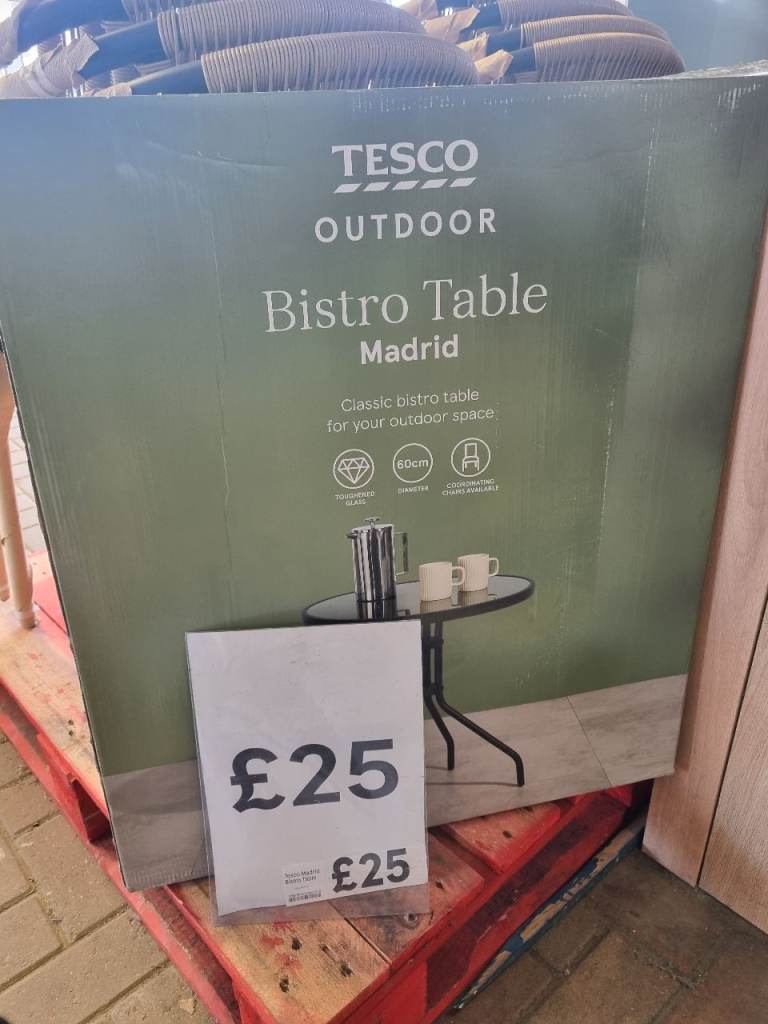 TESCO
OUTDOOR
Bistro Table
Madrid
Classic bistro table
for your outdoor space
TOUGHENED
GLASS
60cm
DIAMETER
COORDINATING
CHAIRS AVAILABLE
£25
Tesco Madrid
Bistro Table
£25